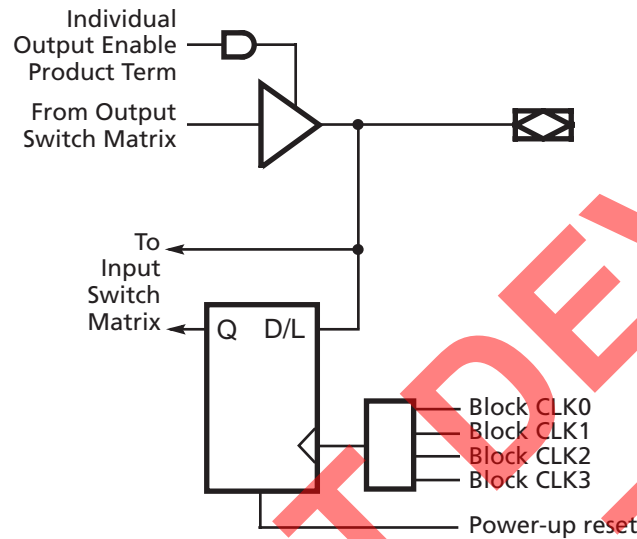 Individual
Output Enable
Product Term
From Output
Switch Matrix
To
Input
Switch
Matrix
Q D/L
Block CLK0
Block CLK1
Block CLK2
Block CLK3
Power-up reset